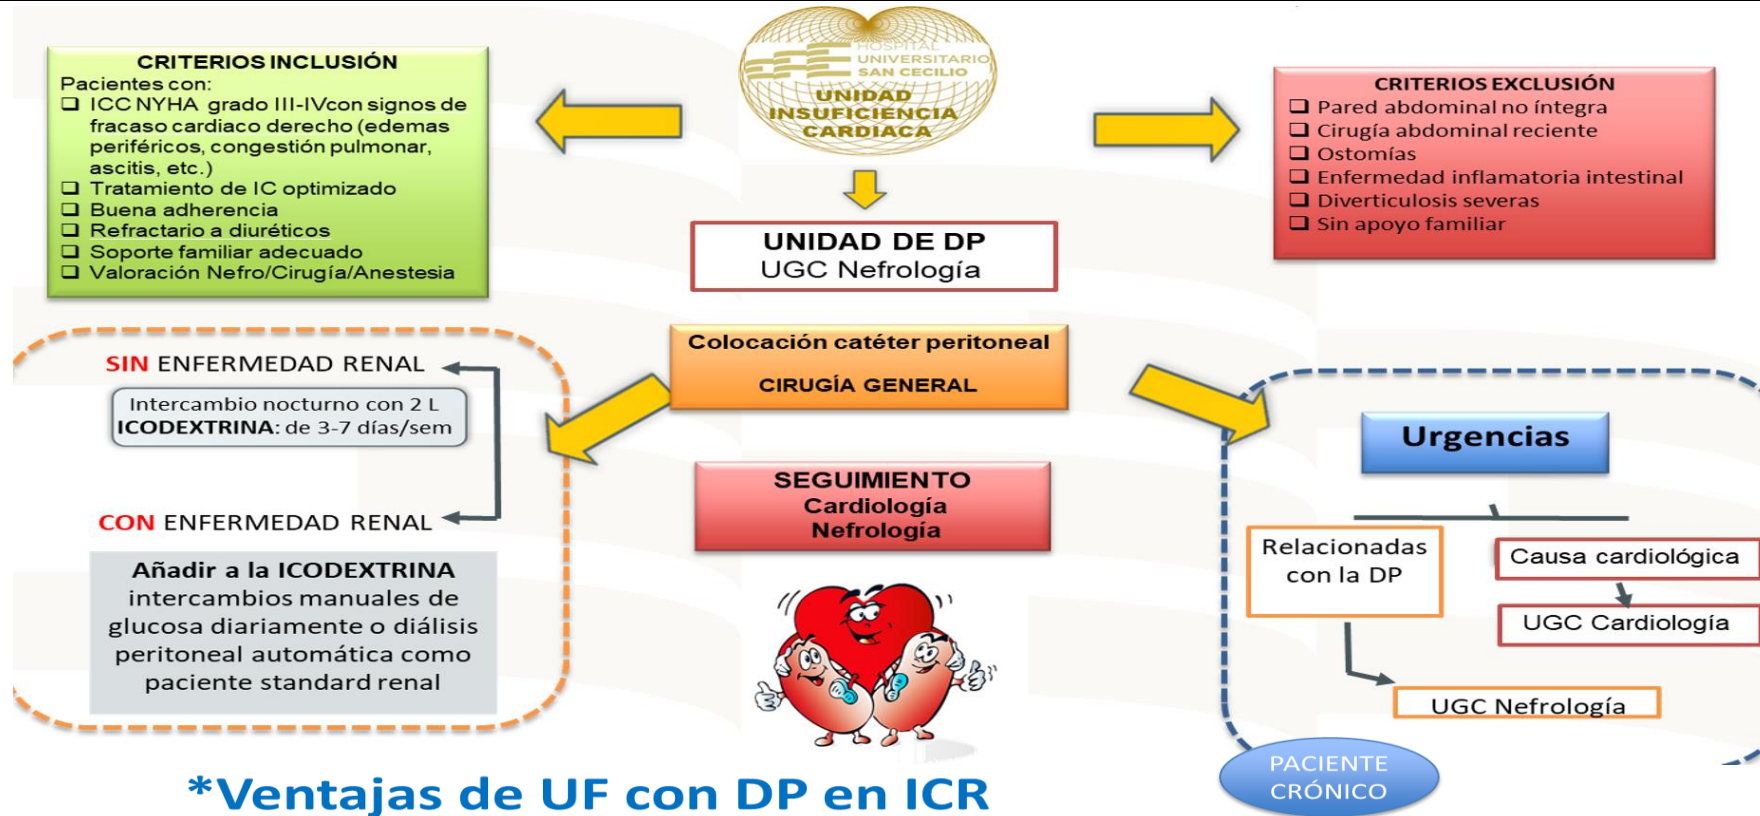 CRITERIOS INCLUSIÓN
Pacientes con:
❑ ICC NYHA grado III-IVcon signos de
fracaso cardiaco derecho (edemas
periféricos, congestión pulmonar,
ascitis, etc.)
❑ Tratamiento de IC optimizado
❑ Buena adherencia
❑ Refractario a diuréticos
❑ Soporte familiar adecuado
❑ Valoración Nefro/Cirugía/Anestesia
HOSPITAL
UNIVERSITARIO
SAN CECILIO
UNIDAD
INSUFICIENCIA
CARDIACA
CRITERIOS EXCLUSIÓN
❑ Pared abdominal no íntegra
❑ Cirugía abdominal reciente
❑ Ostomías
❑ Enfermedad inflamatoria intestinal
❑ Diverticulosis severas
❑ Sin apoyo familiar
UNIDAD DE DP
UGC Nefrología
Colocación catéter peritoneal
CIRUGÍA GENERAL
SIN ENFERMEDAD RENAL
Intercambio nocturno con 2 L
ICODEXTRINA: de 3-7 días/sem
CON ENFERMEDAD RENAL
Añadir a la ICODEXTRINA
intercambios manuales de
glucosa diariamente o diálisis
peritoneal automática como
paciente standard renal
SEGUIMIENTO
Cardiología
Nefrología
Urgencias
Relacionadas
con la DP
Causa cardiológica
UGC Cardiología
UGC Nefrología
PACIENTE
CRÓNICO
*Ventajas de UF con DP en ICR